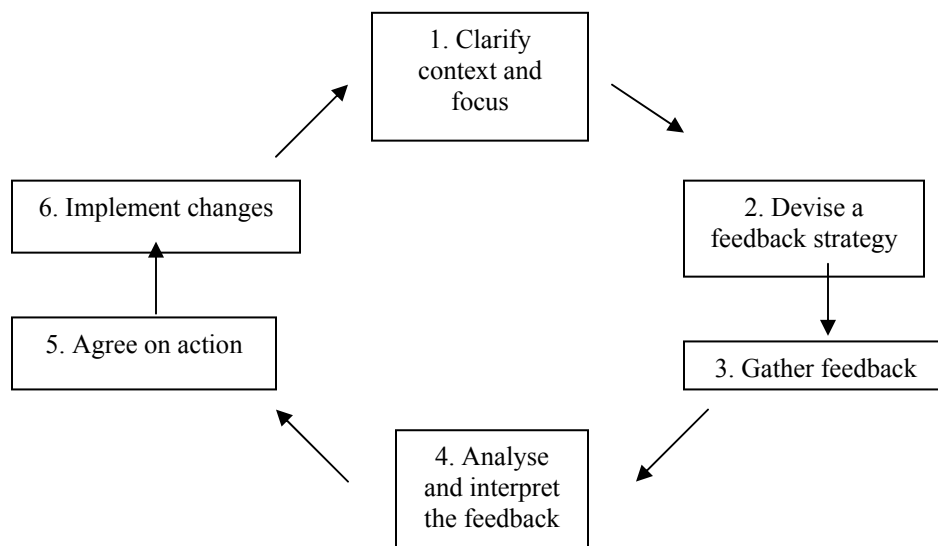 1. Clarify
context and
focus
2. Devise a
feedback strategy
3. Gather feedback
4. Analyse
and interpret
the feedback
5. Agree on action
6. Implement changes